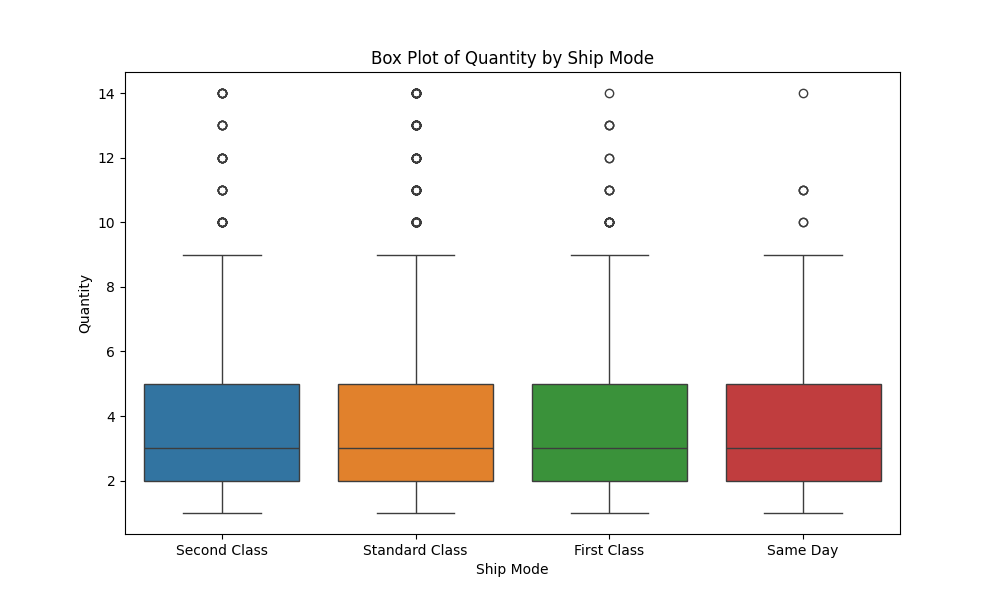 Box Plot of Quantity by Ship Mode
14
12
10
8
6
4
2
Quantity
Second Class
Standard Class
First Class
Same Day
Ship Mode